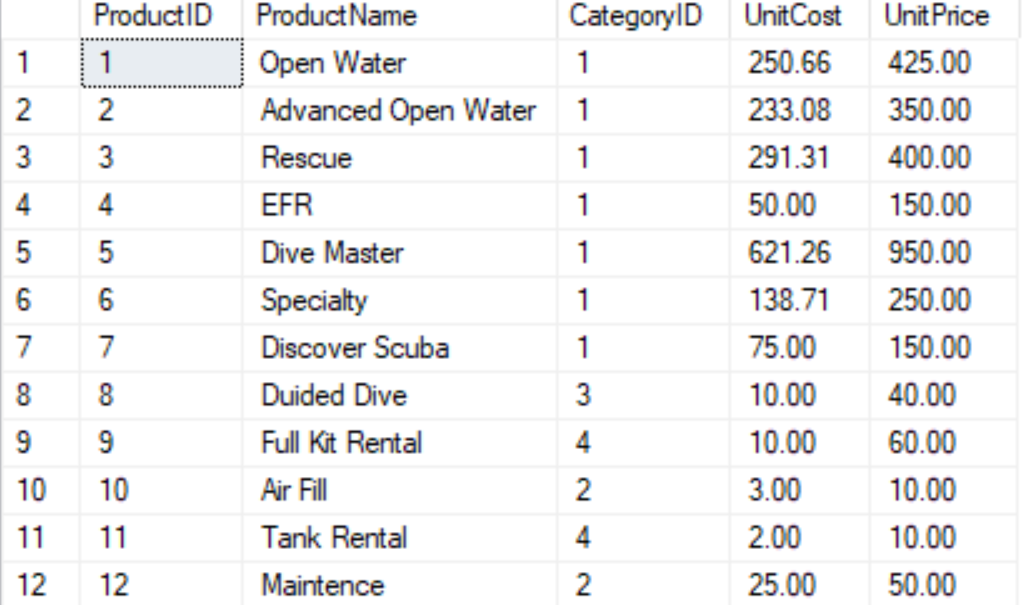 ProductID ProductName CategoryID UnitCost UnitPrice
1 1 Open Water 1 250.66 425.00
2 2 Advanced Open Water 1 233.08 350.00
3 3 Rescue 1 291.31 400.00
4 4 EFR 1 50.00 150.00
5 5 Dive Master 1 621.26 950.00
6 6 Specialty 1 138.71 250.00
7 7 Discover Scuba 1 75.00 150.00
8 8 Duided Dive 3 10.00 40.00
9 9 Full Kit Rental 4 10.00 60.00
10 10 Air Fill 2 3.00 10.00
11 11 Tank Rental 4 2.00 10.00
12 12 Maintence 2 25.00 50.00